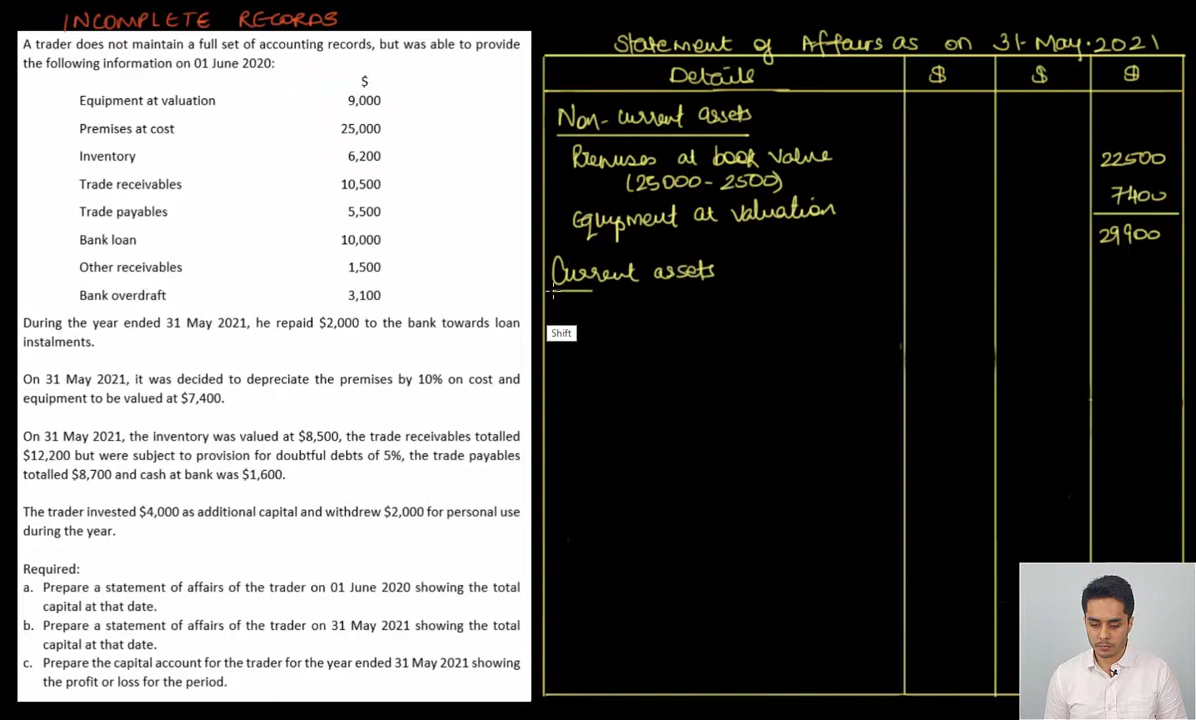 INCOMPLETE RECORDS
A trader does not maintain a full set of accounting records, but was able to provide
the following information on 01 June 2020:
$
Equipment at valuation 9,000
Premises at cost 25,000
Inventory 6,200
Trade receivables 10,500
Trade payables 5,500
Bank loan 10,000
Other receivables 1,500
Bank overdraft 3,100
During the year ended 31 May 2021, he repaid $2,000 to the bank towards loan
instalments.
On 31 May 2021, it was decided to depreciate the premises by 10% on cost and
equipment to be valued at $7,400.
On 31 May 2021, the inventory was valued at $8,500, the trade receivables totalled
$12,200 but were subject to provision for doubtful debts of 5%, the trade payables
totalled $8,700 and cash at bank was $1,600.
The trader invested $4,000 as additional capital and withdrew $2,000 for personal use
during the year.
Required:
a. Prepare a statement of affairs of the trader on 01 June 2020 showing the total
capital at that date.
b. Prepare a statement of affairs of the trader on 31 May 2021 showing the total
capital at that date.
c. Prepare the capital account for the trader for the year ended 31 May 2021 showing
the profit or loss for the period.
Statement of Affairs as on 31-May-2021
Details $ $ $
Non-current assets
Premises at book value 22500
(25000-2500)
Equipment at valuation 7400
29900
Current assets
Shift